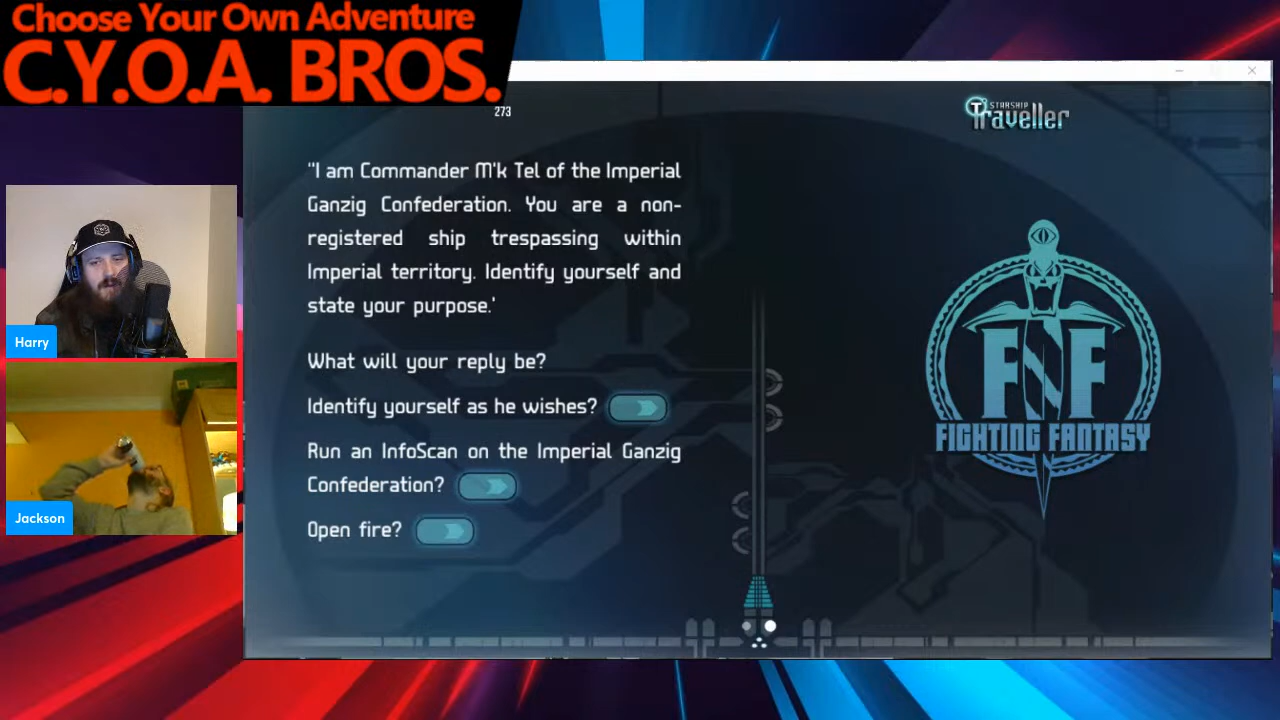 Choose Your Own Adventure
C.Y.O.A. BROS.
273
STARSHIP
Traveller
"I am Commander M'k Tel of the Imperial
Ganzig Confederation. You are a non-
registered ship trespassing within
Imperial territory. Identify yourself and
state your purpose.'
What will your reply be?
Identify yourself as he wishes?
Run an InfoScan on the Imperial Ganzig
Confederation?
Open fire?
FF
FIGHTING FANTASY
Harry
Jackson